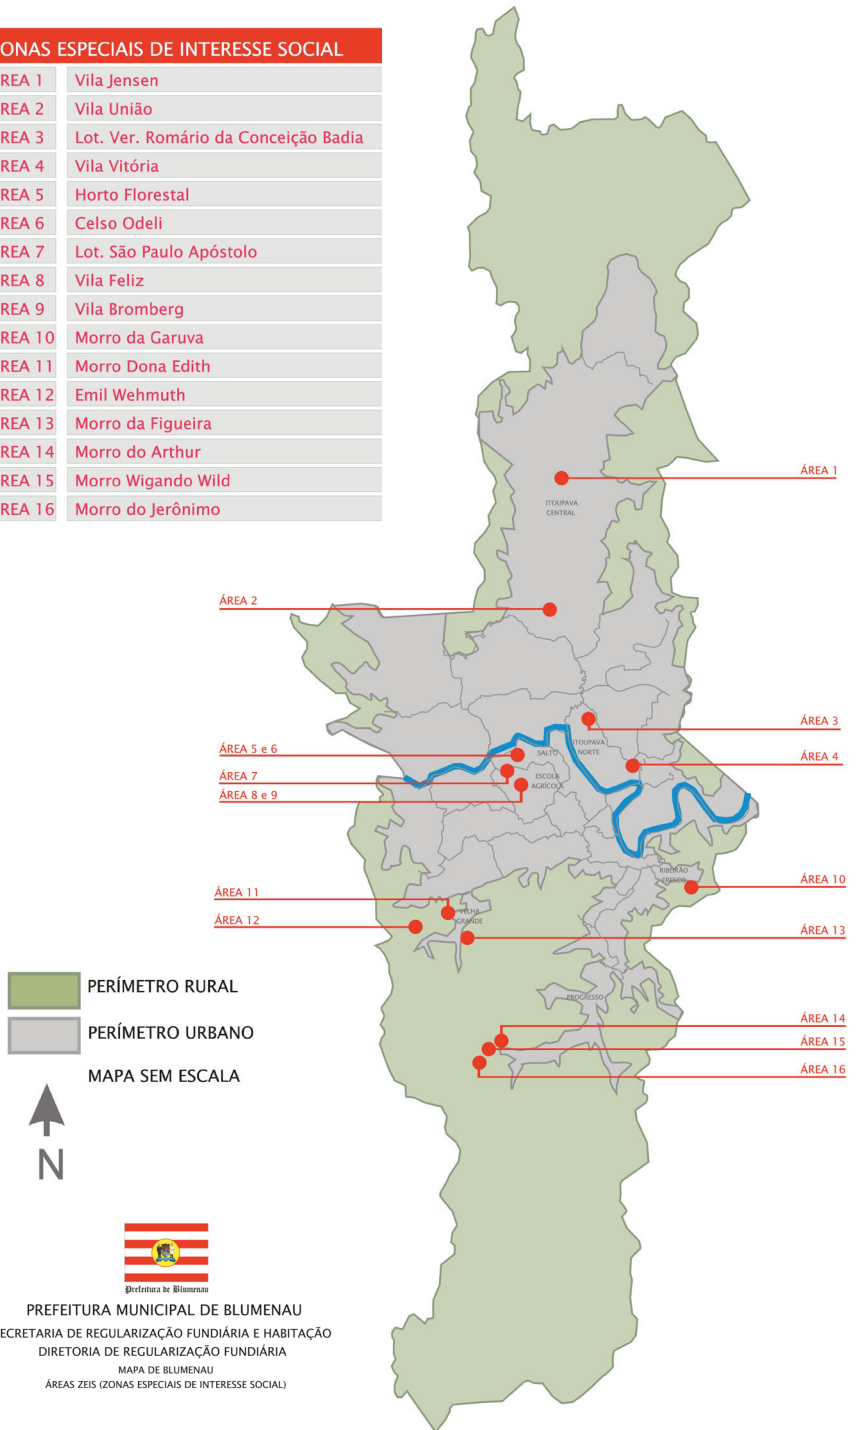 ONAS ESPECIAIS DE INTERESSE SOCIAL
REA 1 Vila Jensen
REA 2 Vila União
REA 3 Lot. Ver. Romário da Conceição Badia
REA 4 Vila Vitória
REA 5 Horto Florestal
REA 6 Celso Odeli
REA 7 Lot. São Paulo Apóstolo
REA 8 Vila Feliz
REA 9 Vila Bromberg
REA 10 Morro da Garuva
REA 11 Morro Dona Edith
REA 12 Emil Wehmuth
REA 13 Morro da Figueira
REA 14 Morro do Arthur
REA 15 Morro Wigando Wild
REA 16 Morro do Jerônimo
ÁREA 1
ITOUPAVA
CENTRAL
ÁREA 2
ÁREA 3
ITOUPAVA
NORTE
SALTO
ÁREA 5 e 6
ÁREA 4
ÁREA 7
ESCOLA
AGRÍCOLA
ÁREA 8 e 9
RIBEIRÃO
FRESCO
ÁREA 10
ÁREA 11
VELHA
GRANDE
ÁREA 12
ÁREA 13
PERÍMETRO RURAL
PROGRESSO
ÁREA 14
PERÍMETRO URBANO
ÁREA 15
ÁREA 16
MAPA SEM ESCALA
N
Prefeitura de Blumenau
PREFEITURA MUNICIPAL DE BLUMENAU
ECRETARIA DE REGULARIZAÇÃO FUNDIÁRIA E HABITAÇÃO
DIRETORIA DE REGULARIZAÇÃO FUNDIÁRIA
MAPA DE BLUMENAU
ÁREAS ZEIS (ZONAS ESPECIAIS DE INTERESSE SOCIAL)